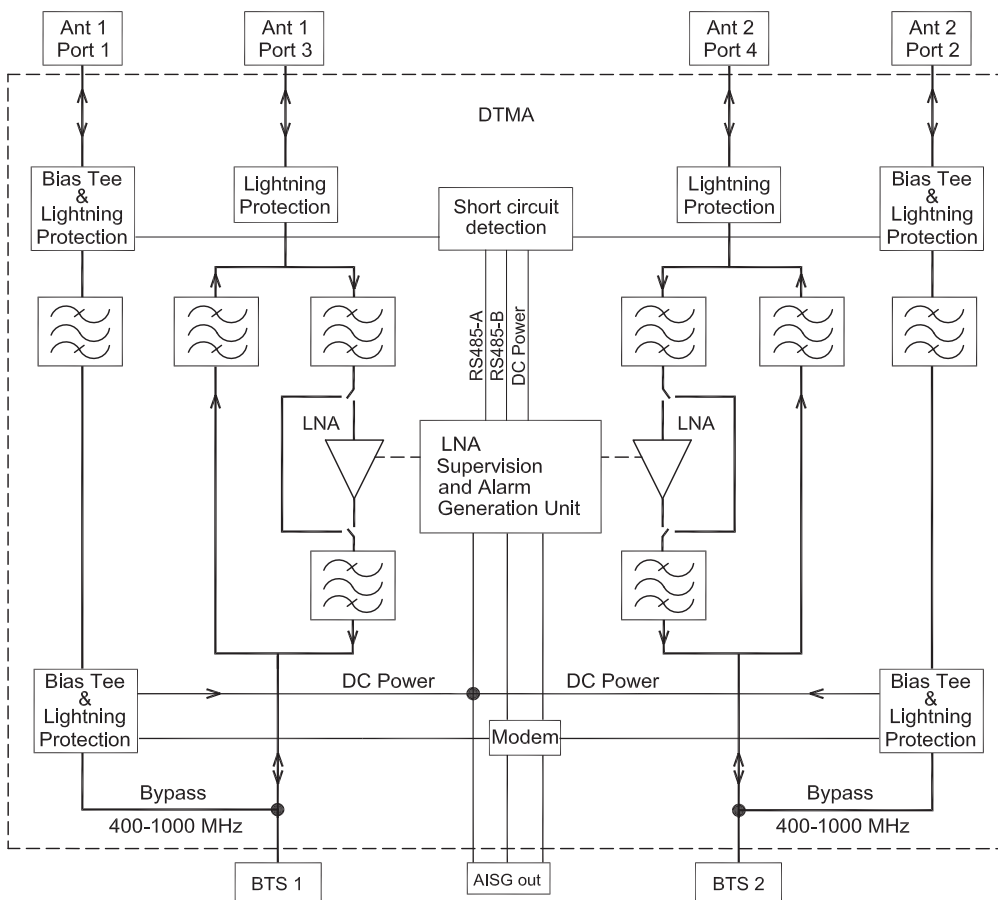 Ant 1
Port 1
Ant 1
Port 3
Ant 2
Port 4
Ant 2
Port 2
DTMA
Bias Tee
&
Lightning
Protection
Lightning
Protection
Short circuit
detection
Lightning
Protection
Bias Tee
&
Lightning
Protection
RS485-A
RS485-B
DC Power
LNA
LNA
Supervision
and Alarm
Generation Unit
LNA
Bias Tee
&
Lightning
Protection
DC Power
DC Power
Bias Tee
&
Lightning
Protection
Modem
Bypass
400-1000 MHz
Bypass
400-1000 MHz
BTS 1
AISG out
BTS 2